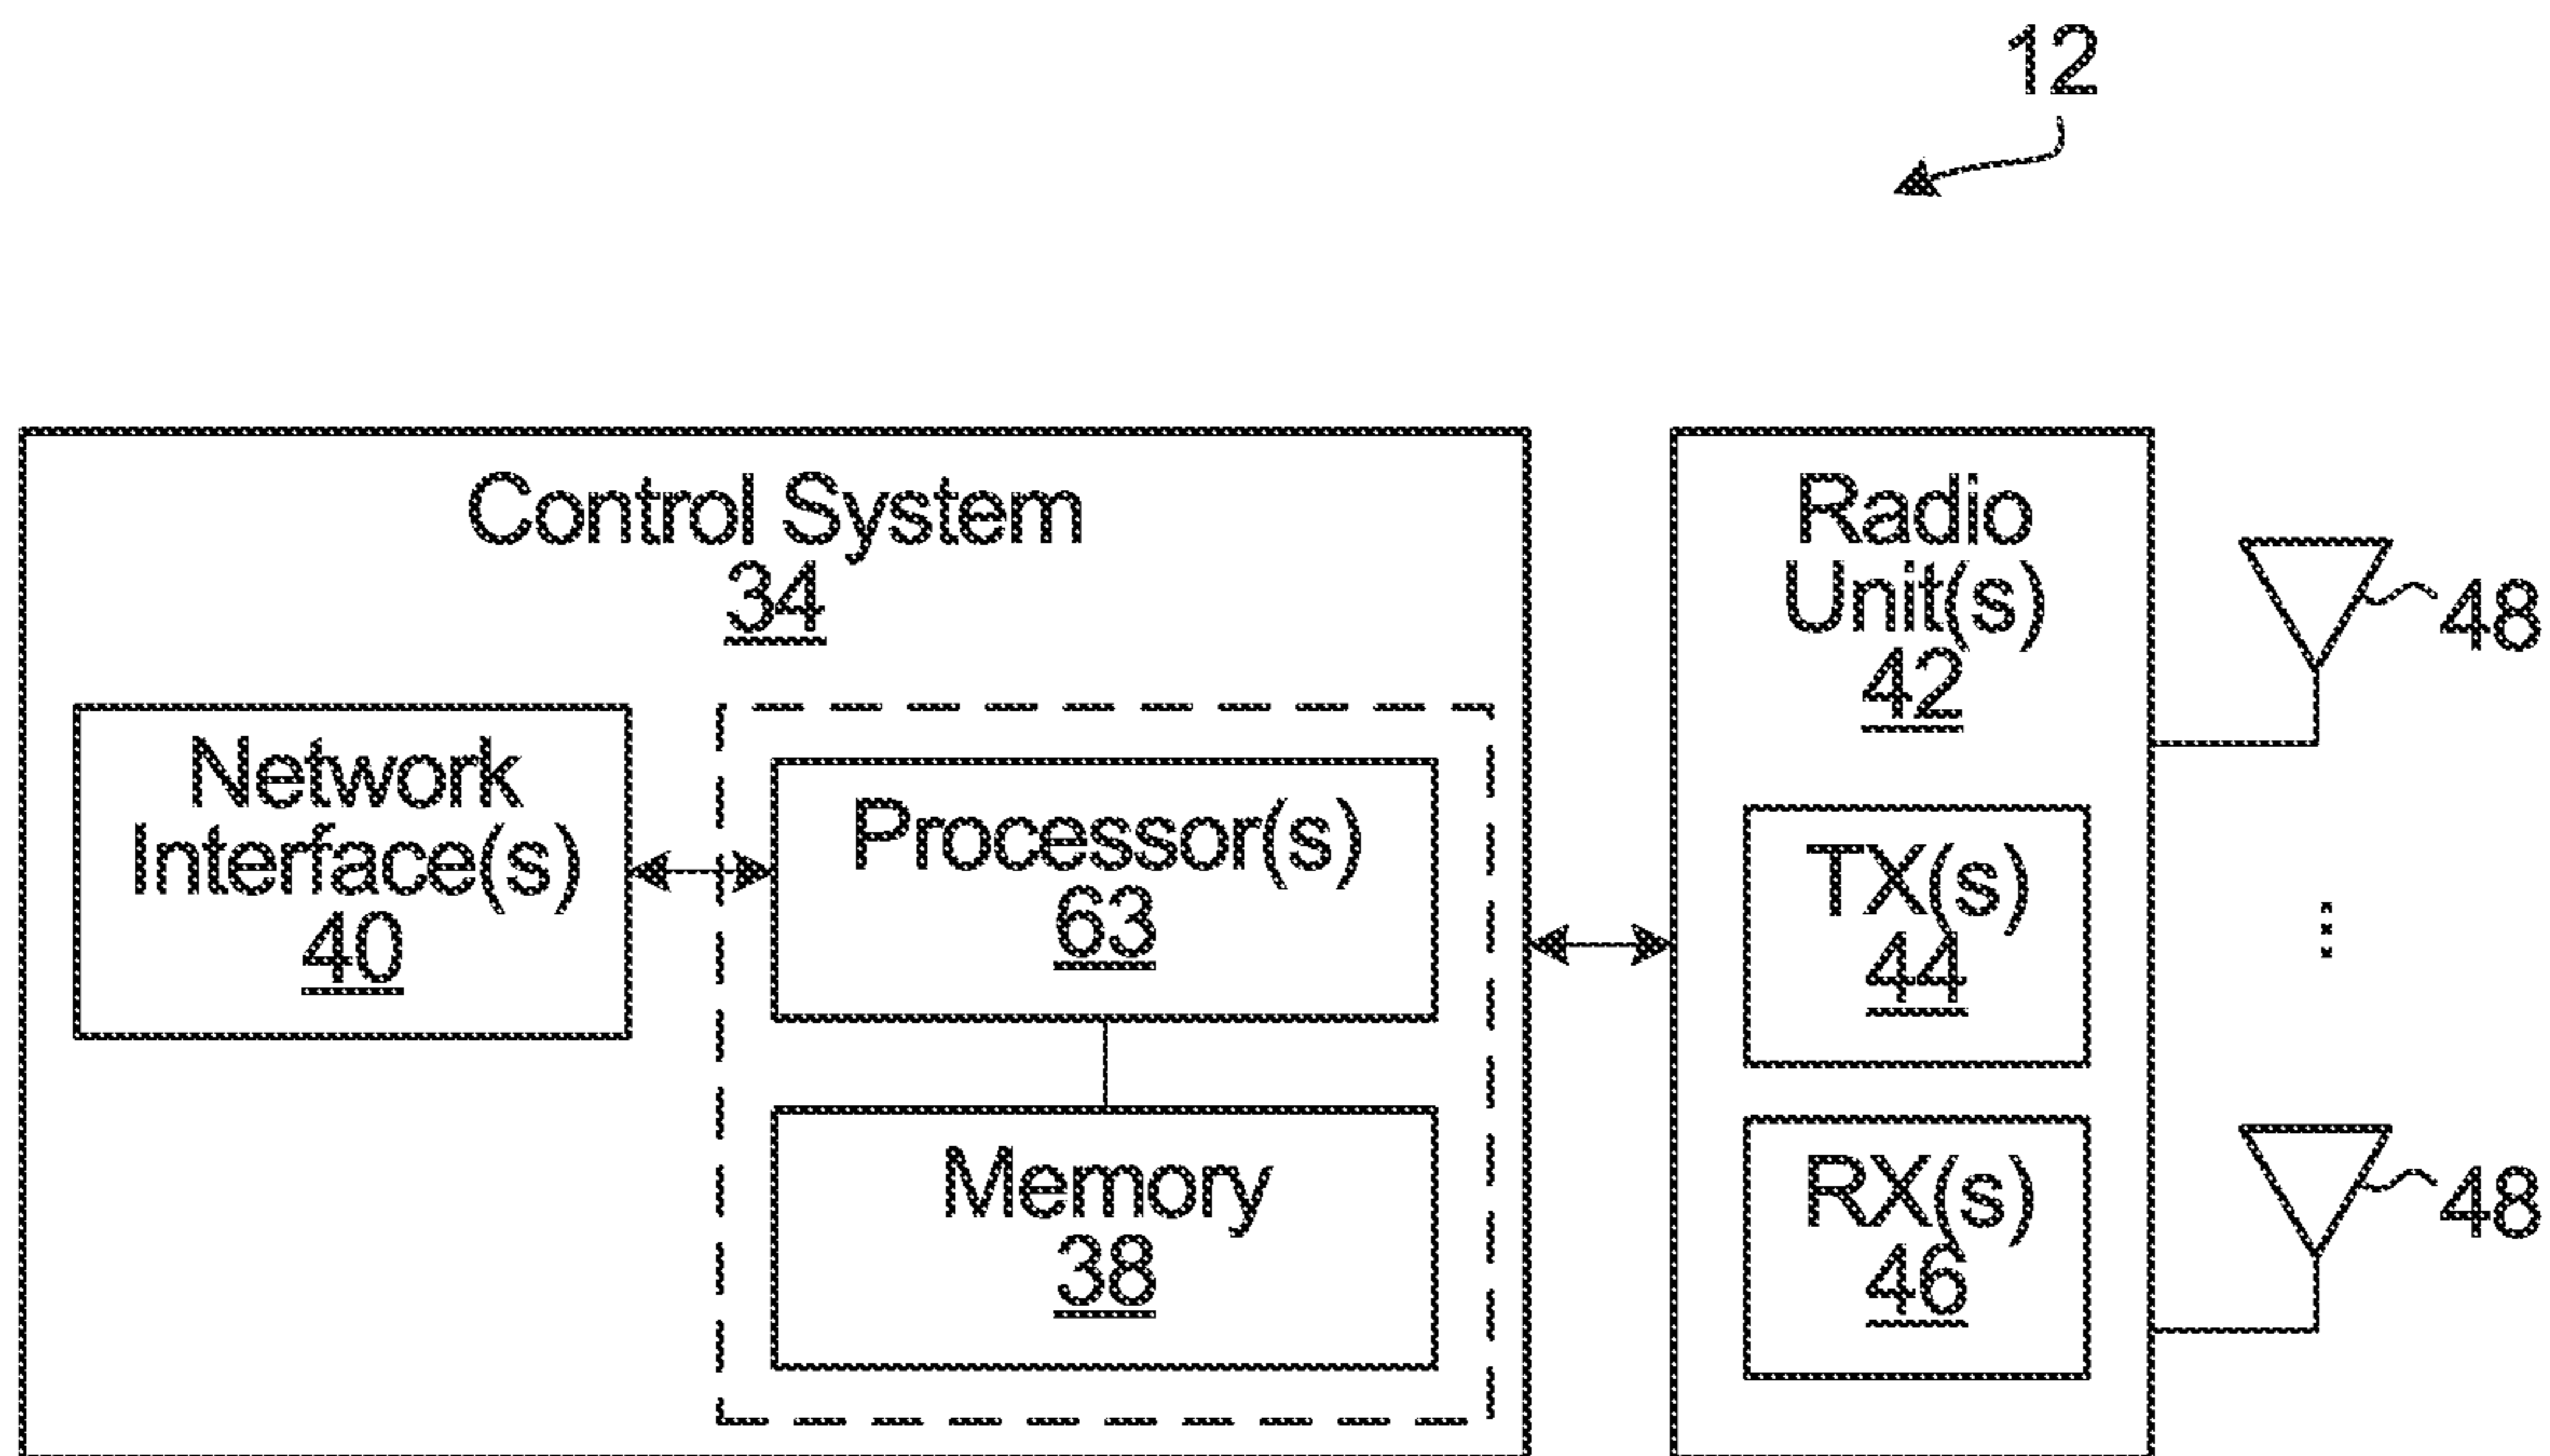 12
Control System
34
Network
Interface(s)
40
Processor(s)
63
Memory
38
Radio
Unit(s)
42
TX(s)
44
RX(s)
46
48
48